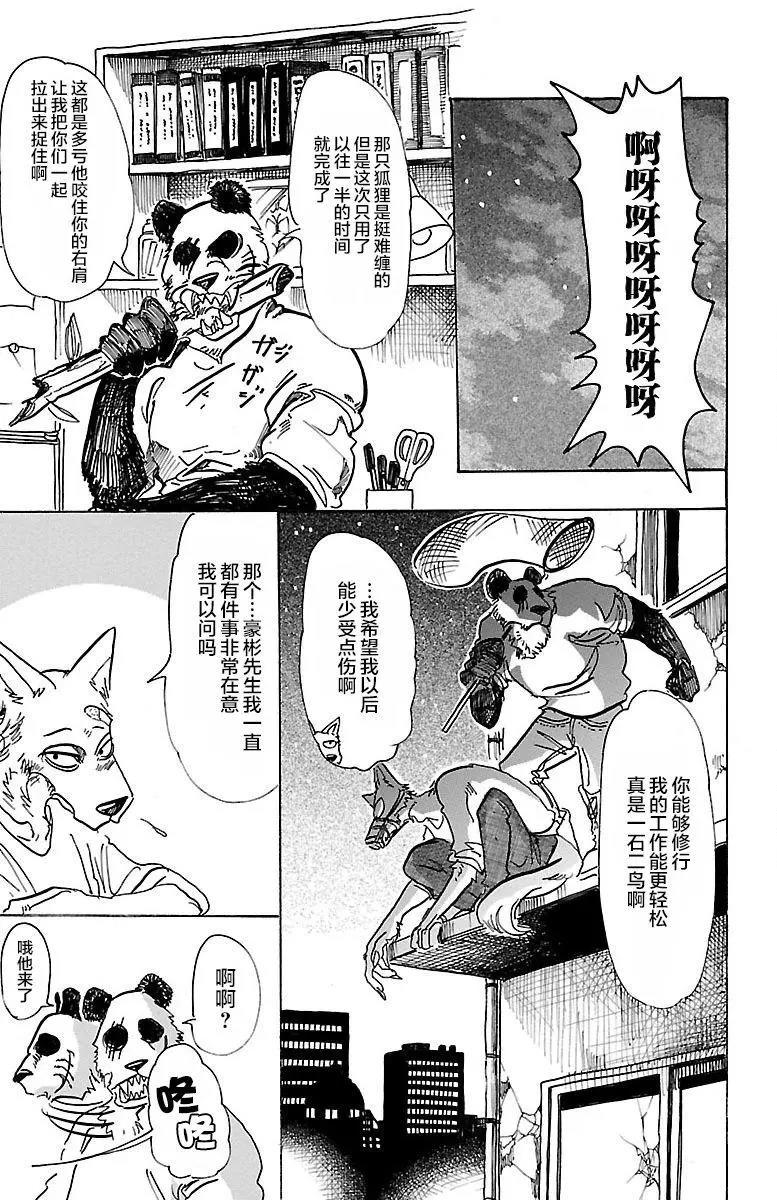 啊呀呀呀呀呀呀呀
那只狐狸是挺难缠的
但是这次只用了
以往一半的时间
就完成了
这都是多亏他咬住你的右肩
让我把你们一起
拉出来捉住啊
ガジ
ガジ
你能够修行
我的工作能更轻松
真是一石二鸟啊
…我希望我以后
能少受点伤啊
那个…豪彬先生我一直
都有件事非常在意
我可以问吗
啊啊?
哦他来了
咚
咚